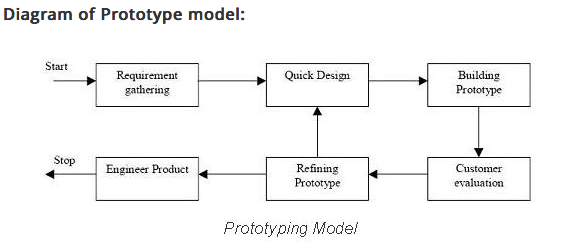 Diagram of Prototype model:
Start
Requirement
gathering
Quick Design
Building
Prototype
Stop
Engineer Product
Refining
Prototype
Customer
evaluation
Prototyping Model